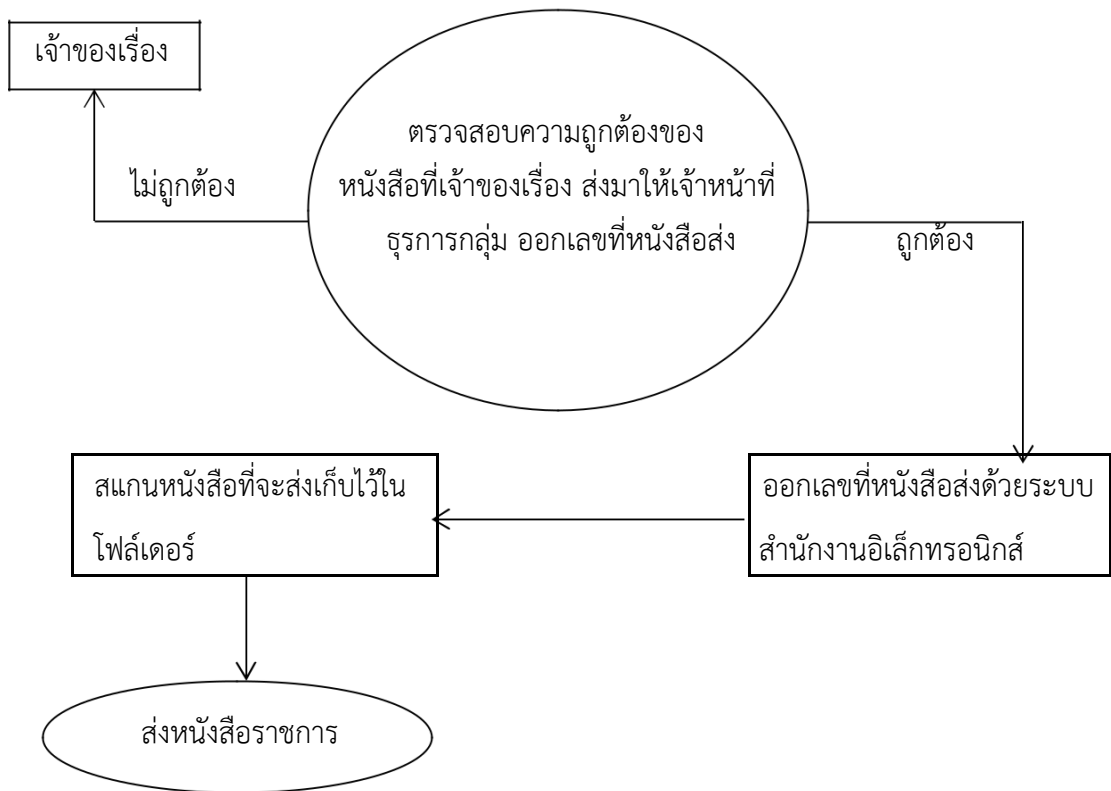 เจ้าของเรื่อง
ตรวจสอบความถูกต้องของ
หนังสือที่เจ้าของเรื่อง ส่งมาให้เจ้าหน้าที่
ธุรการกลุ่ม ออกเลขที่หนังสือส่ง
ไม่ถูกต้อง
ถูกต้อง
สแกนหนังสือที่จะส่งเก็บไว้ใน
โฟล์เดอร์
ออกเลขที่หนังสือส่งด้วยระบบ
สำนักงานอิเล็กทรอนิกส์
ส่งหนังสือราชการ